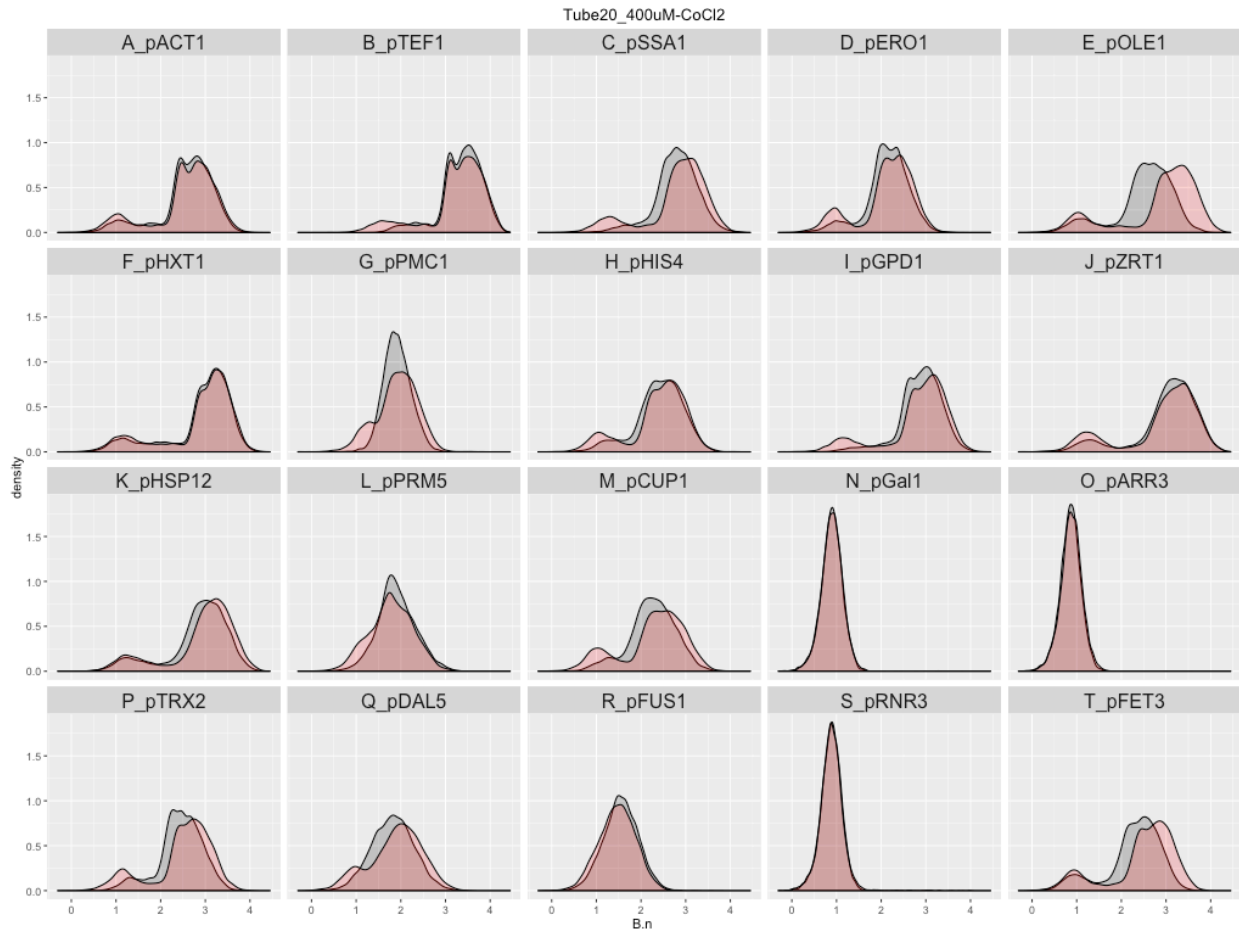 Tube20_400uM-CoCl2
A_pACT1 B_pTEF1 C_pSSA1 D_pERO1 E_pOLE1
1.5
1.0
0.5
0.0
F_pHXT1 G_pPMC1 H_pHIS4 I_pGPD1 J_pZRT1
1.5
1.0
0.5
0.0
density
K_pHSP12 L_pPRM5 M_pCUP1 N_pGal1 O_pARR3
1.5
1.0
0.5
0.0
P_pTRX2 Q_pDAL5 R_pFUS1 S_pRNR3 T_pFET3
1.5
1.0
0.5
0.0
0 1 2 3 4 0 1 2 3 4 0 1 2 3 4 0 1 2 3 4 0 1 2 3 4
B.n